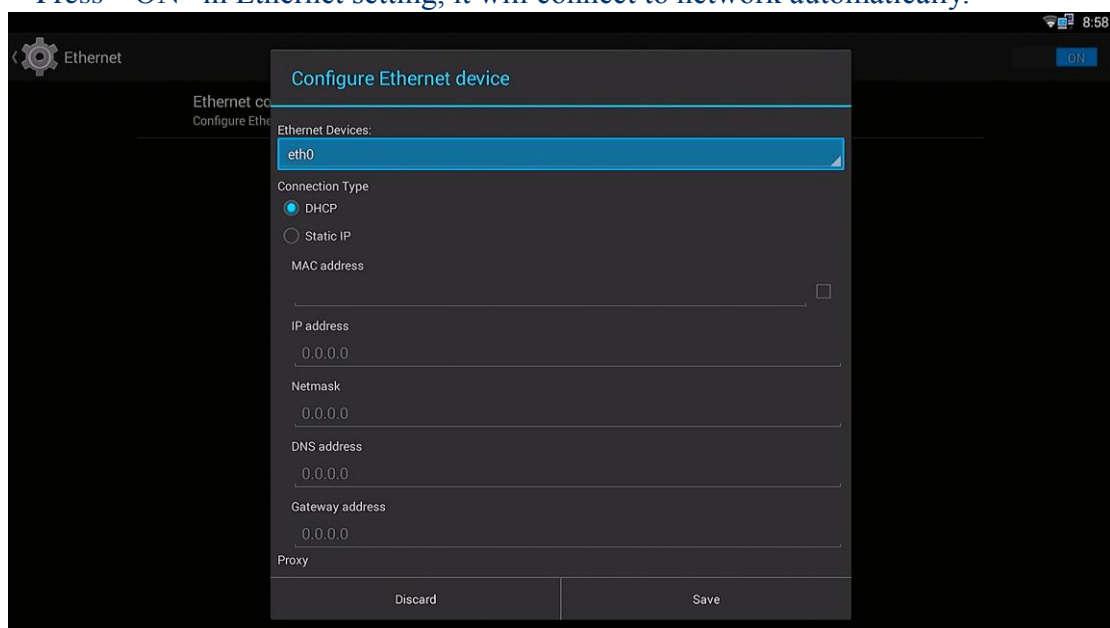 Press "ON" in Ethernet setting, it will connect to network automatically.
8:58
Ethernet
ON
Configure Ethernet device
Ethernet co
Configure Ethe
Ethernet Devices:
eth0
Connection Type
DHCP
Static IP
MAC address
IP address
0.0.0.0
Netmask
0.0.0.0
DNS address
0.0.0.0
Gateway address
0.0.0.0
Proxy
Discard
Save